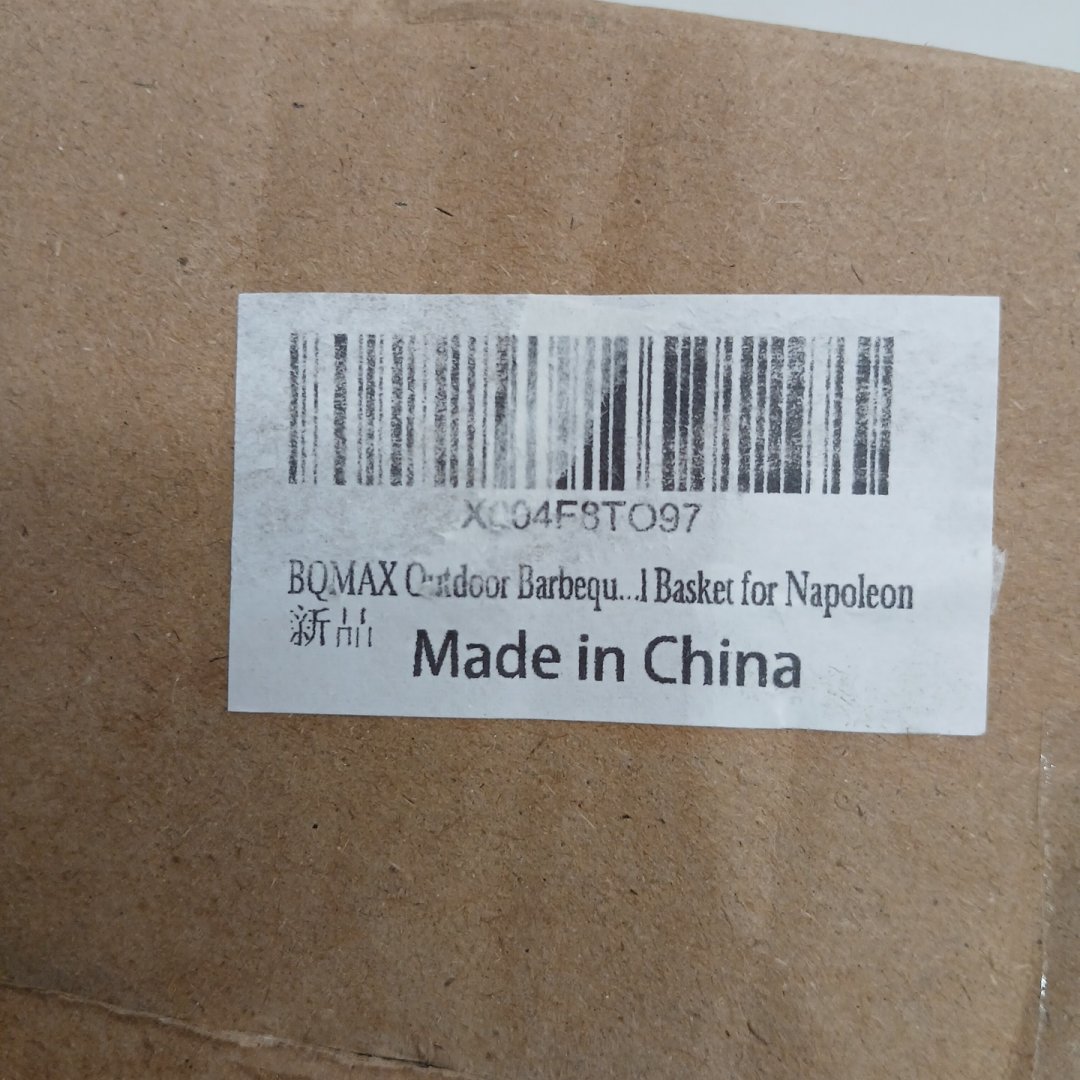 X004F8TO97
BQMAX Outdoor Barbequ...l Basket for Napoleon
新品
Made in China